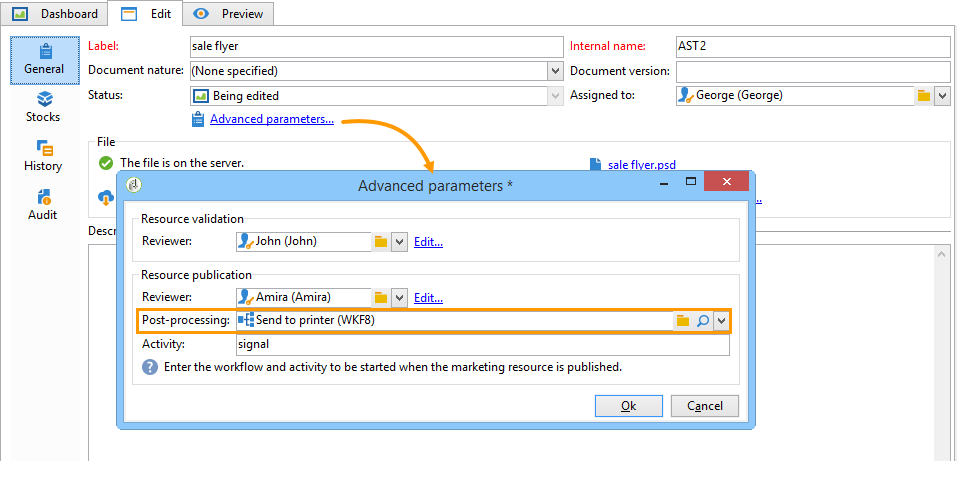 Dashboard Edit Preview
General
Stocks
History
Audit
Label: sale flyer Internal name: AST2
Document nature: (None specified) Document version:
Status: Being edited Assigned to: George (George)
Advanced parameters...
File
The file is on the server. sale flyer.psd
...
Descr
Advanced parameters *
Resource validation
Reviewer: John (John) Edit...
Resource publication
Reviewer: Amira (Amira) Edit...
Post-processing: Send to printer (WKF8)
Activity: signal
Enter the workflow and activity to be started when the marketing resource is published.
Ok Cancel